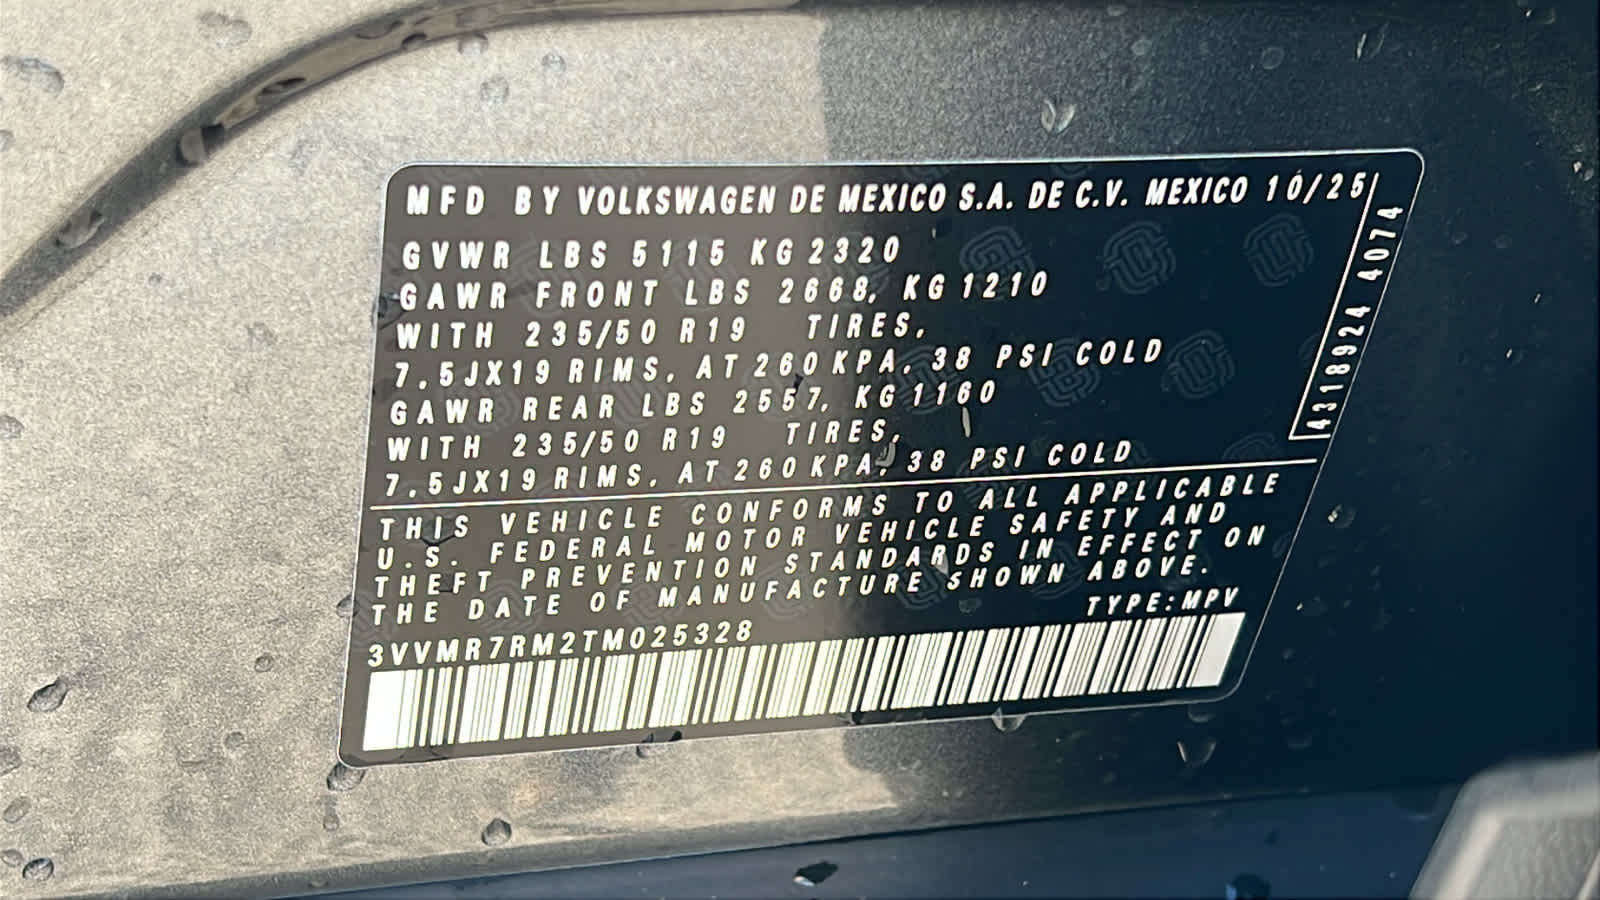 MFD BY VOLKSWAGEN DE MEXICO S.A. DE C.V. MEXICO 10/25
GVWR LBS 5115 KG 2320
GAWR FRONT LBS 2668, KG 1210
WITH 235/50 R19 TIRES,
7.5JX19 RIMS, AT 260 KPA, 38 PSI COLD
GAWR REAR LBS 2557, KG 1160
WITH 235/50 R19 TIRES,
7.5JX19 RIMS, AT 260 KPA, 38 PSI COLD
4318924 4074
THIS VEHICLE CONFORMS TO ALL APPLICABLE
U.S. FEDERAL MOTOR VEHICLE SAFETY AND
THEFT PREVENTION STANDARDS IN EFFECT ON
THE DATE OF MANUFACTURE SHOWN ABOVE.
TYPE:MPV
3VVMR7RM2TM025328